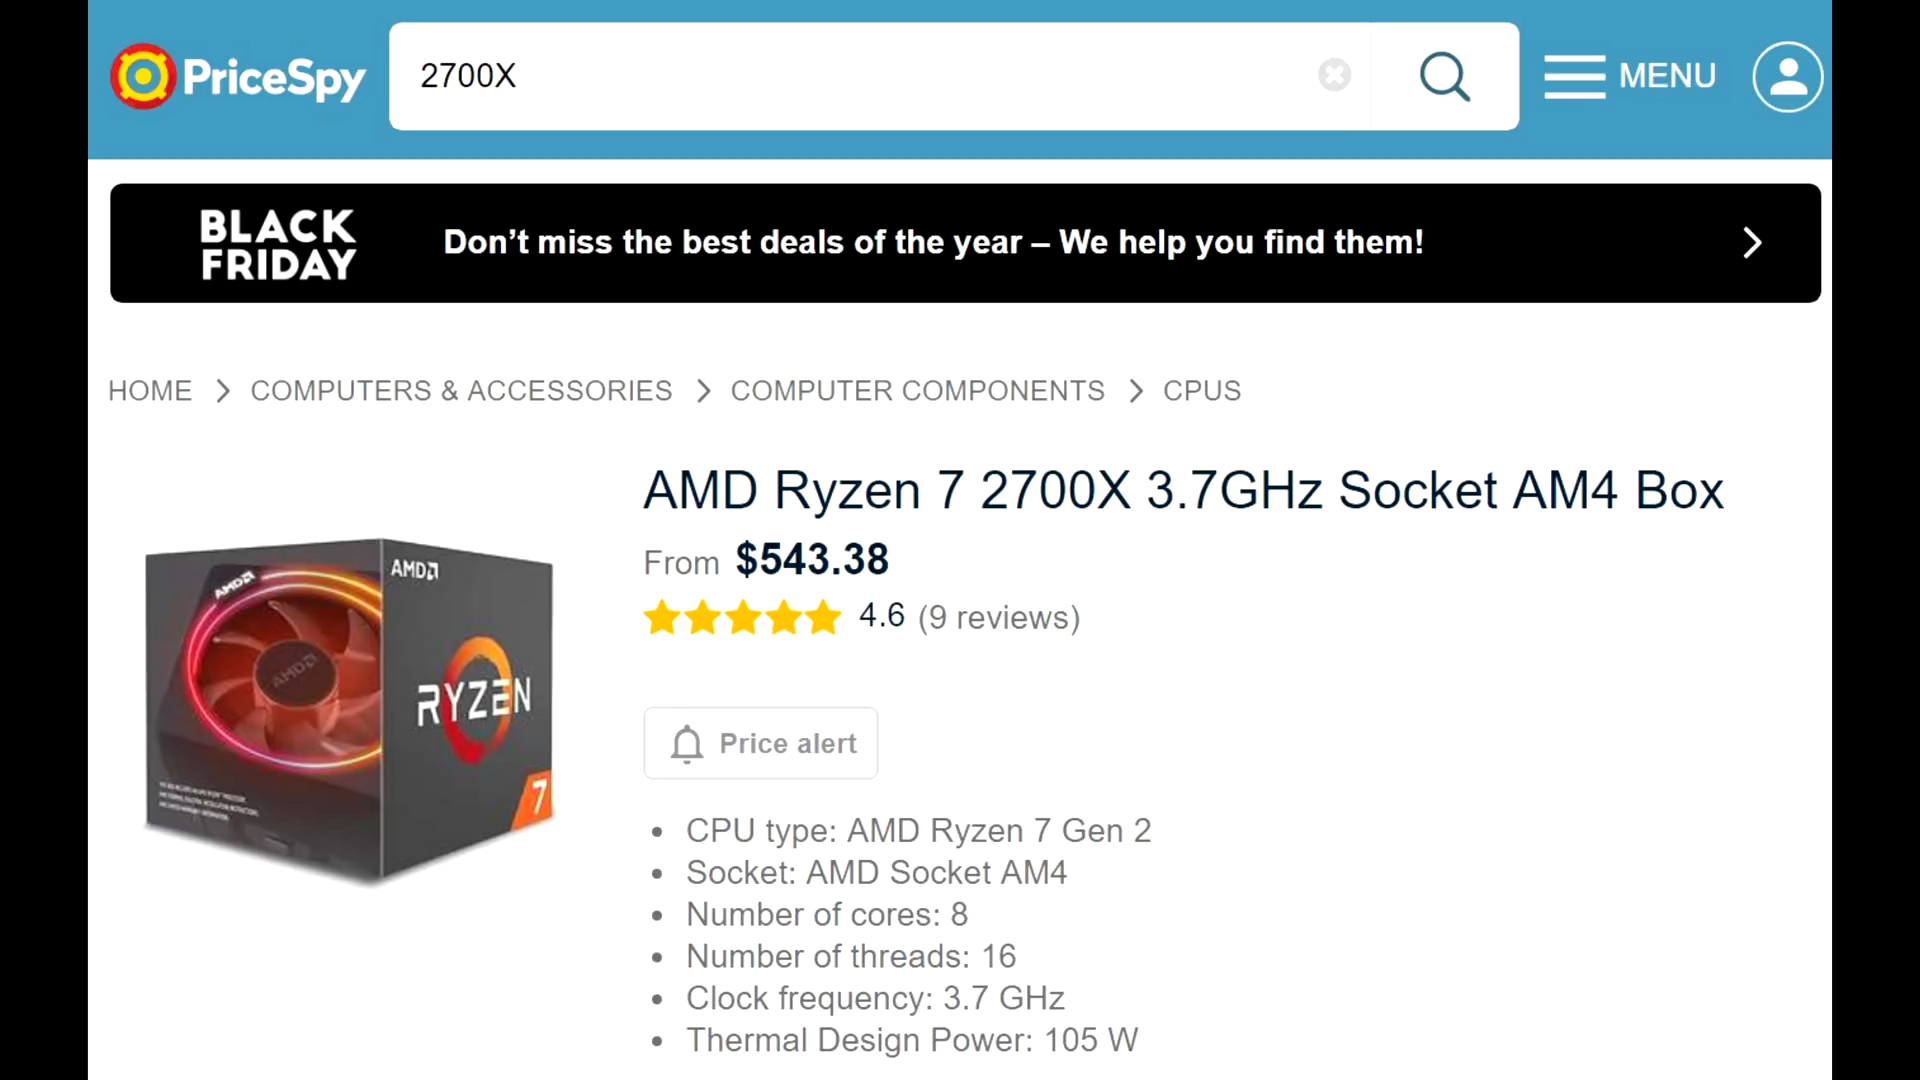 PriceSpy
2700X
MENU
BLACK
FRIDAY
Don’t miss the best deals of the year – We help you find them!
HOME
COMPUTERS & ACCESSORIES
COMPUTER COMPONENTS
CPUS
AMD Ryzen 7 2700X 3.7GHz Socket AM4 Box
From $543.38
4.6 (9 reviews)
AMD
AMD
AMD
RYZEN
7
Price alert
CPU type: AMD Ryzen 7 Gen 2
Socket: AMD Socket AM4
Number of cores: 8
Number of threads: 16
Clock frequency: 3.7 GHz
Thermal Design Power: 105 W